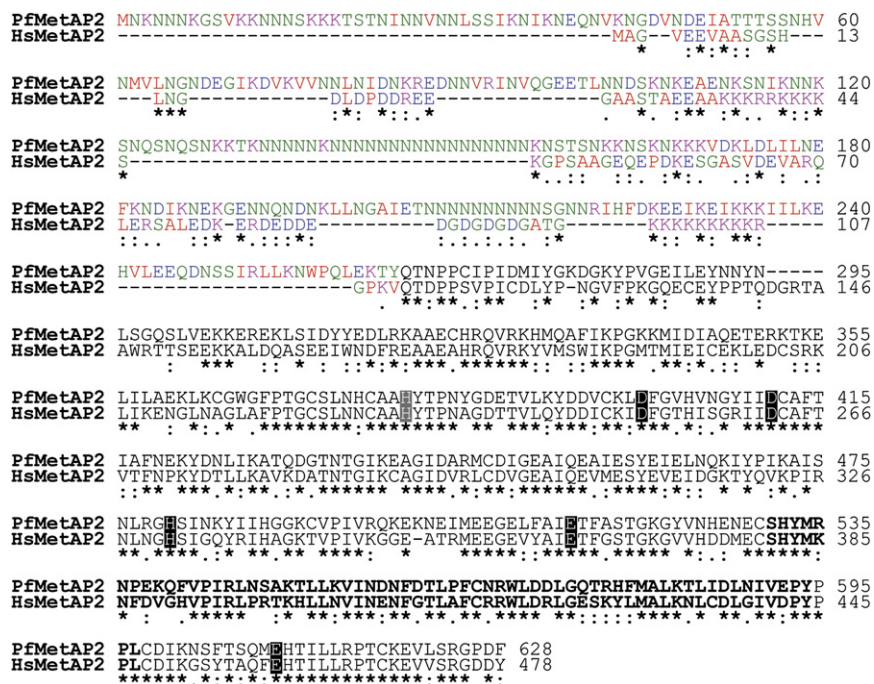 PfMetAP2 MNKNNNKGSVKKNNNSKKKTSTNINNVNNLSSIKNIKNEQNVKNGDVNDEIATTTSSNHV 60
HsMetAP2 -------------------------------------------MAG---VEEVAASGSH-- 13
* :*:** *
PfMetAP2 NMVLNGNDEGIKDVKVVNNLNIDNKREDNNVRINVQGEETLNNDSKNKEAENKSNIKNNK 120
HsMetAP2 ---LNG------------DLDPDDREE--------------GAASTAEEAAKKKRRKKKK 44
PfMetAP2 SNQSNQSNKKTKNNNNNKNNNNNNNNNNNNNNNNNNKNSTSNKKNSKNKKKVDKLDLILNE 180
HsMetAP2 S-----------------------------------KGPSAAGEQEPDKESGASVDEVARQ 70
PfMetAP2 FKNDIKNEKGENNQNDNKLLNGAIETNNNNNNNNNNSGNNRIHFDKEEIKEIKKKIILKE 240
HsMetAP2 LERSALEDK-ERDEDDE------------DGDGDGDGATG--------KKKKKKKKKR------ 107
PfMetAP2 HVLEEQDNSSIRLLKNWPQLEKTYQTNPPCIPIDMIYGKDGKYPVGEILEYNNYN----- 295
HsMetAP2 --------------------GPKVQTDPPSVPICDLYP-NGVFPKGQECEYPPTQDGRTA 146
PfMetAP2 LSGQSLVEKKEREKLSIDYYEDLRKAAECHRQVRKHMQAFIKPGKKMIDIAQETERKTKE 355
HsMetAP2 AWRTTSEEKKALDQASEEIWNDFREAAEAHRQVRKYVMSWIKPGMTMIEICEKLEDCSRK 206
PfMetAP2 LILAEKLKCGWGFPTGCSLNHCAAHYTPNYGDETVLKYDDVCKLDFGVHVNGYIIDCAFT 415
HsMetAP2 LIKENGLNAGLAFPTGCSLNNCAAHYTPNAGDTTVLQYDDICKIDFGTHISGRIIDCAFT 266
PfMetAP2 IAFNEKYDNLIKATQDGTNTGIKEAGIDARMCDIGEAIQEAIESYEIELNQKIYPIKAIS 475
HsMetAP2 VTFNPKYDTLLKAVKDATNTGIKCAGIDVRLCDVGEAIQEVMESYEVEIDGKTYQVKPIR 326
PfMetAP2 NLRGHSINKYIIHGGKCVPIVRQKEKNEIMEEGELFAIETFASTGKGYVNHENECSHYMR 535
HsMetAP2 NLNGHSIGQYRIHAGKTVPIVKGGE-ATRMEEGEVYAIETFGSTGKGVVHDDMECSHYMK 385
PfMetAP2 NPEKQFVPIRLNSAKTLLKVINDNFDTLPFCNRWLDDLGQTRHFMALKTLIDLNIVEPYP 595
HsMetAP2 NFDVGHVPIRLPRTKHLLNVINENFGTLAFCRRWLDRLGESKYLMALKNLCDLGIVDPYP 445
PfMetAP2 PLCDIKNSFTSQMEHTILLRPTCKEVLSRGPDF 628
HsMetAP2 PLCDIKGSYTAQFEHTILLRPTCKEVVSRGDDY 478